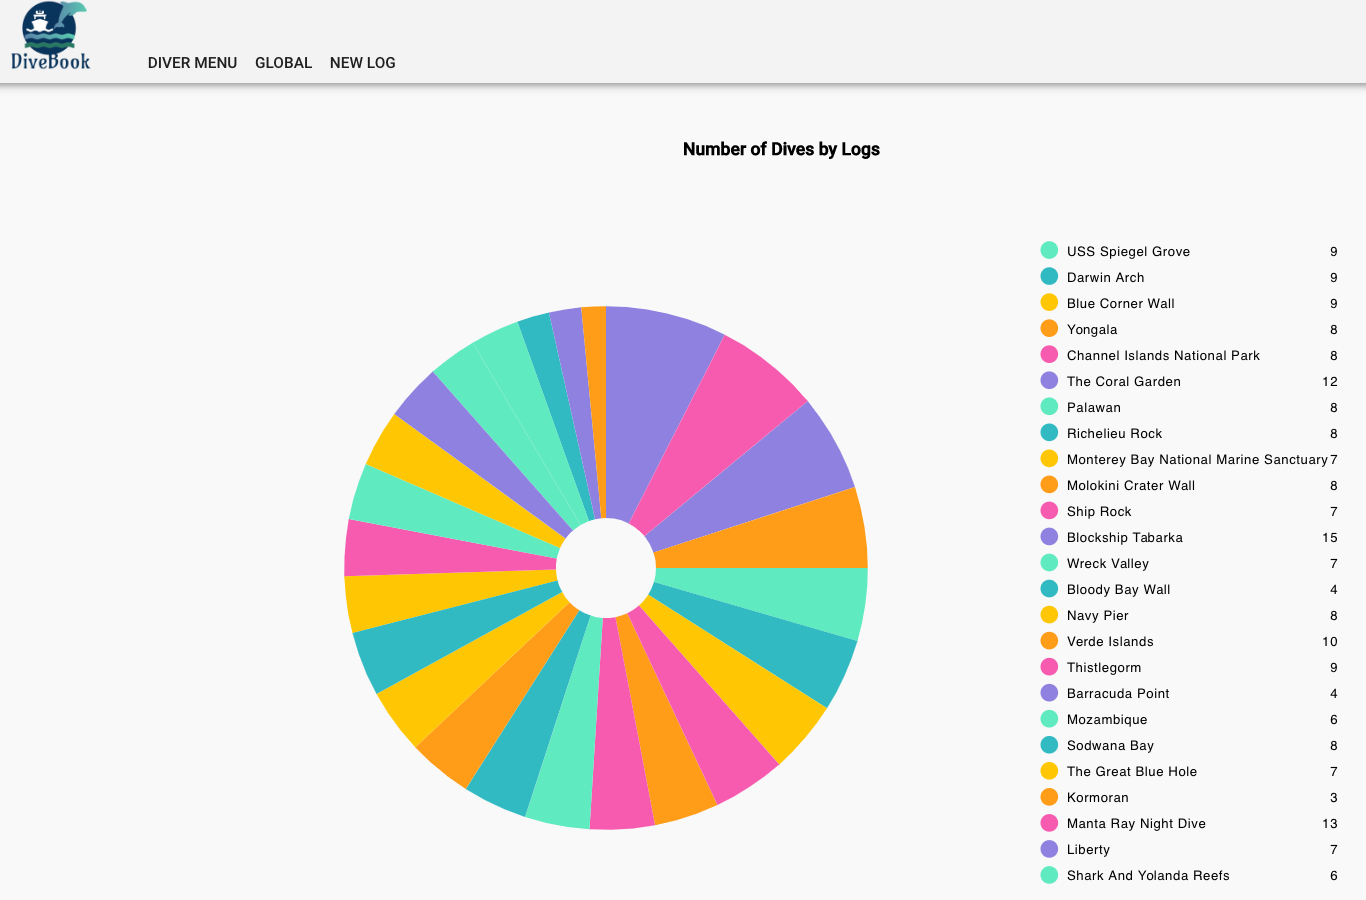 DiveBook
DIVER MENU GLOBAL NEW LOG
Number of Dives by Logs
USS Spiegel Grove 9
Darwin Arch 9
Blue Corner Wall 9
Yongala 8
Channel Islands National Park 8
The Coral Garden 12
Palawan 8
Richelieu Rock 8
Monterey Bay National Marine Sanctuary 7
Molokini Crater Wall 8
Ship Rock 7
Blockship Tabarka 15
Wreck Valley 7
Bloody Bay Wall 4
Navy Pier 8
Verde Islands 10
Thistlegorm 9
Barracuda Point 4
Mozambique 6
Sodwana Bay 8
The Great Blue Hole 7
Kormoran 3
Manta Ray Night Dive 13
Liberty 7
Shark And Yolanda Reefs 6